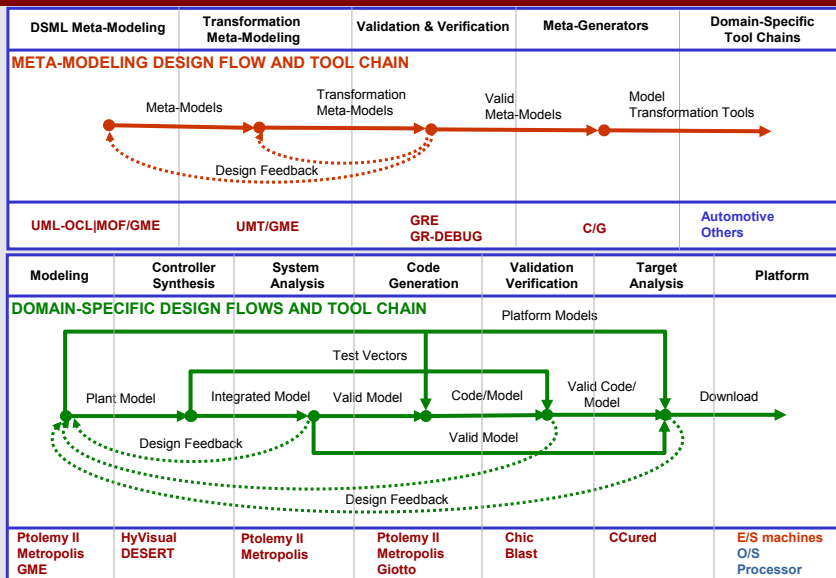 DSML Meta-Modeling
Transformation
Meta-Modeling
Validation & Verification
Meta-Generators
Domain-Specific
Tool Chains
META-MODELING DESIGN FLOW AND TOOL CHAIN
Meta-Models
Transformation
Meta-Models
Valid
Meta-Models
Model
Transformation Tools
Design Feedback
UML-OCL|MOF/GME
UMT/GME
GRE
GR-DEBUG
C/G
Automotive
Others
Modeling
Controller
Synthesis
System
Analysis
Code
Generation
Validation
Verification
Target
Analysis
Platform
DOMAIN-SPECIFIC DESIGN FLOWS AND TOOL CHAIN
Platform Models
Test Vectors
Plant Model
Integrated Model
Valid Model
Code/Model
Valid Code/
Model
Download
Design Feedback
Valid Model
Design Feedback
Ptolemy II
Metropolis
GME
HyVisual
DESERT
Ptolemy II
Metropolis
Ptolemy II
Metropolis
Giotto
Chic
Blast
CCured
E/S machines
O/S
Processor